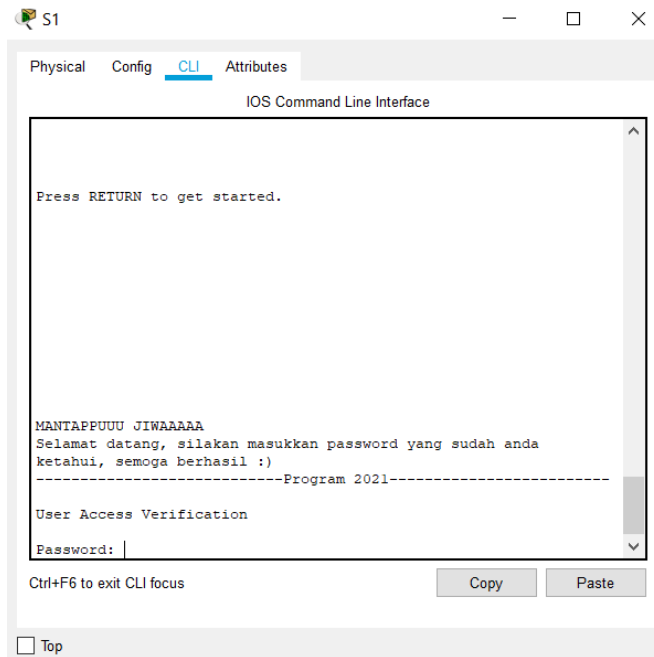 S1
Physical Config CLI Attributes
IOS Command Line Interface
Press RETURN to get started.
MANTAPPUUU JIWAAAAA
Selamat datang, silakan masukkan password yang sudah anda
ketahui, semoga berhasil :)
----------------------------Program 2021-------------------------
User Access Verification
Password:
Ctrl+F6 to exit CLI focus
Copy Paste
Top